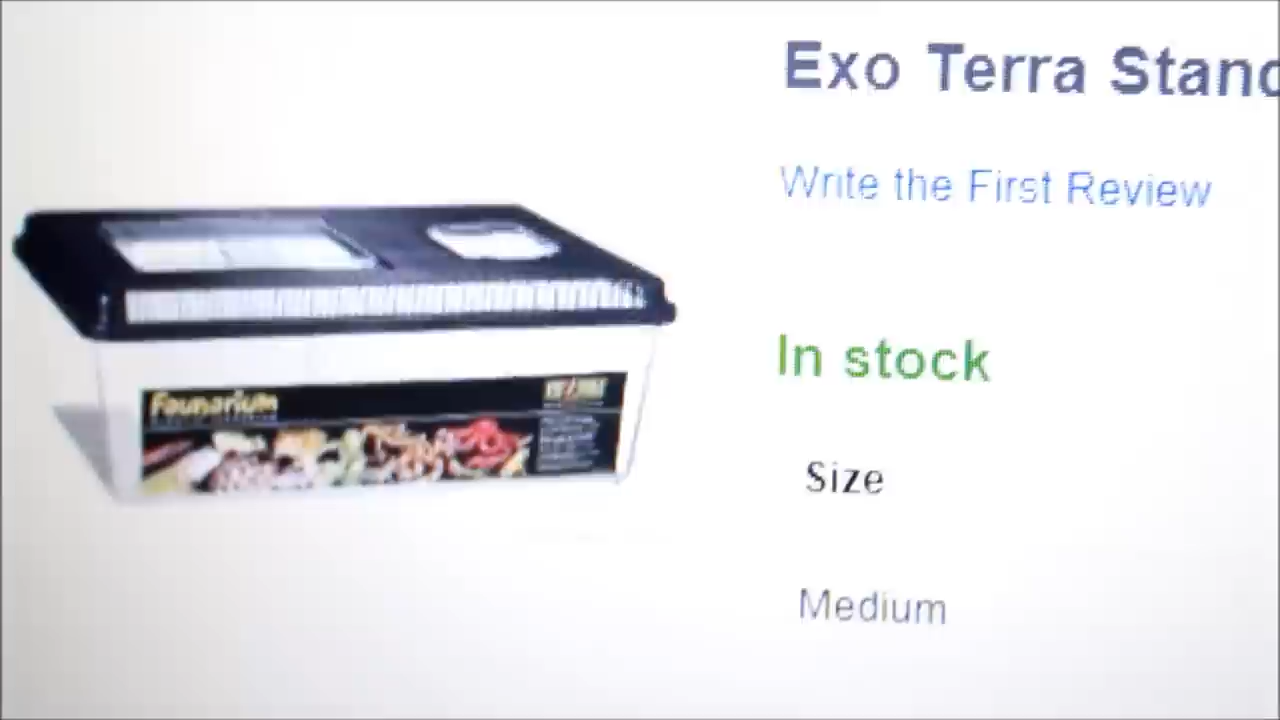 Exo Terra Stand
Write the First Review
In stock
Size
Medium
Faunarium